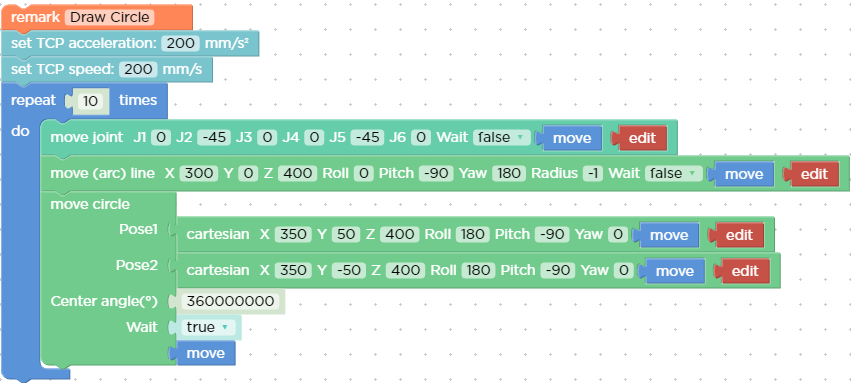 remark Draw Circle
set TCP acceleration: 200 mm/s²
set TCP speed: 200 mm/s
repeat 10 times
do
move joint J1 0 J2 -45 J3 0 J4 0 J5 -45 J6 0 Wait false move edit
move (arc) line X 300 Y 0 Z 400 Roll 0 Pitch -90 Yaw 180 Radius -1 Wait false move edit
move circle
Pose1 cartesian X 350 Y 50 Z 400 Roll 180 Pitch -90 Yaw 0 move edit
Pose2 cartesian X 350 Y -50 Z 400 Roll 180 Pitch -90 Yaw 0 move edit
Center angle(°) 360000000
Wait true
move